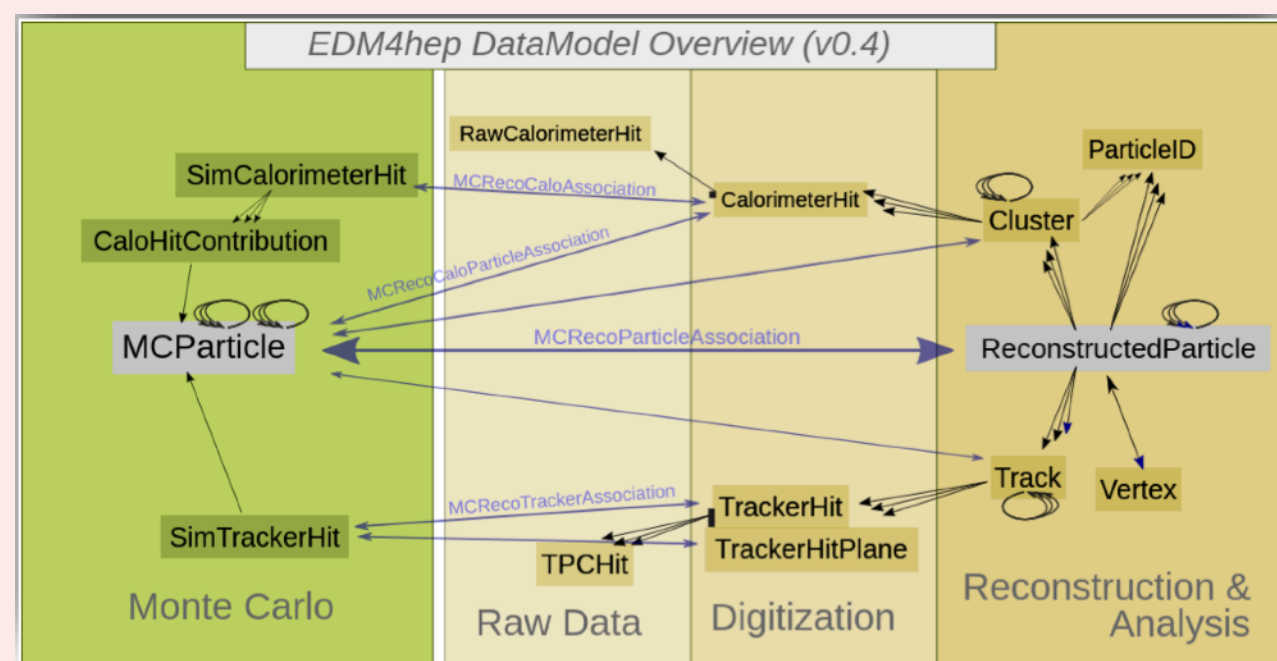 EDM4hep DataModel Overview (v0.4)
RawCalorimeterHit
ParticleID
SimCalorimeterHit
MCRecoCaloAssociation
CalorimeterHit
Cluster
CaloHitContribution
MCRecoCaloParticleAssociation
MCParticle
MCRecoParticleAssociation
ReconstructedParticle
Track
Vertex
MCRecoTrackerAssociation
TrackerHit
SimTrackerHit
TrackerHitPlane
TPCHit
Monte Carlo
Raw Data
Digitization
Reconstruction &
Analysis